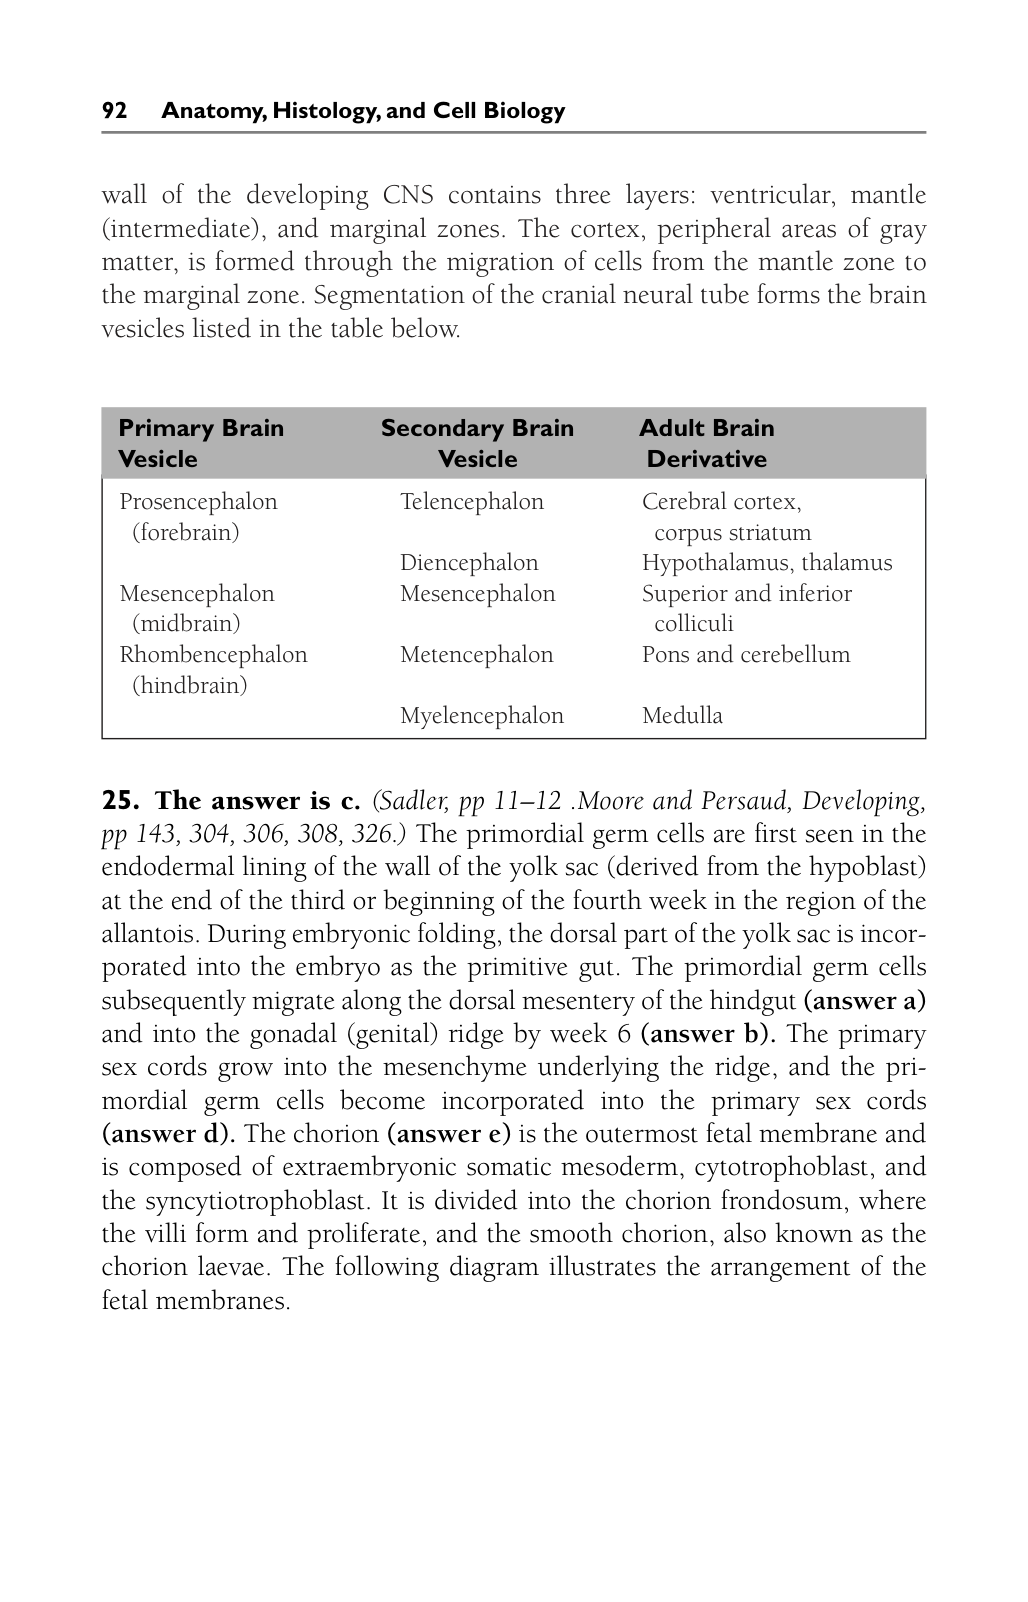 92 Anatomy, Histology, and Cell Biology
wall of the developing CNS contains three layers: ventricular, mantle
(intermediate), and marginal zones. The cortex, peripheral areas of gray
matter, is formed through the migration of cells from the mantle zone to
the marginal zone. Segmentation of the cranial neural tube forms the brain
vesicles listed in the table below.
Primary Brain Secondary Brain Adult Brain
Vesicle Vesicle Derivative
Prosencephalon Telencephalon Cerebral cortex,
(forebrain) corpus striatum
Diencephalon Hypothalamus, thalamus
Mesencephalon Mesencephalon Superior and inferior
(midbrain) colliculi
Rhombencephalon Metencephalon Pons and cerebellum
(hindbrain)
Myelencephalon Medulla
25. The answer is c. (Sadler, pp 11–12 .Moore and Persaud, Developing,
pp 143, 304, 306, 308, 326.) The primordial germ cells are first seen in the
endodermal lining of the wall of the yolk sac (derived from the hypoblast)
at the end of the third or beginning of the fourth week in the region of the
allantois. During embryonic folding, the dorsal part of the yolk sac is incor-
porated into the embryo as the primitive gut. The primordial germ cells
subsequently migrate along the dorsal mesentery of the hindgut (answer a)
and into the gonadal (genital) ridge by week 6 (answer b). The primary
sex cords grow into the mesenchyme underlying the ridge, and the pri-
mordial germ cells become incorporated into the primary sex cords
(answer d). The chorion (answer e) is the outermost fetal membrane and
is composed of extraembryonic somatic mesoderm, cytotrophoblast, and
the syncytiotrophoblast. It is divided into the chorion frondosum, where
the villi form and proliferate, and the smooth chorion, also known as the
chorion laevae. The following diagram illustrates the arrangement of the
fetal membranes.